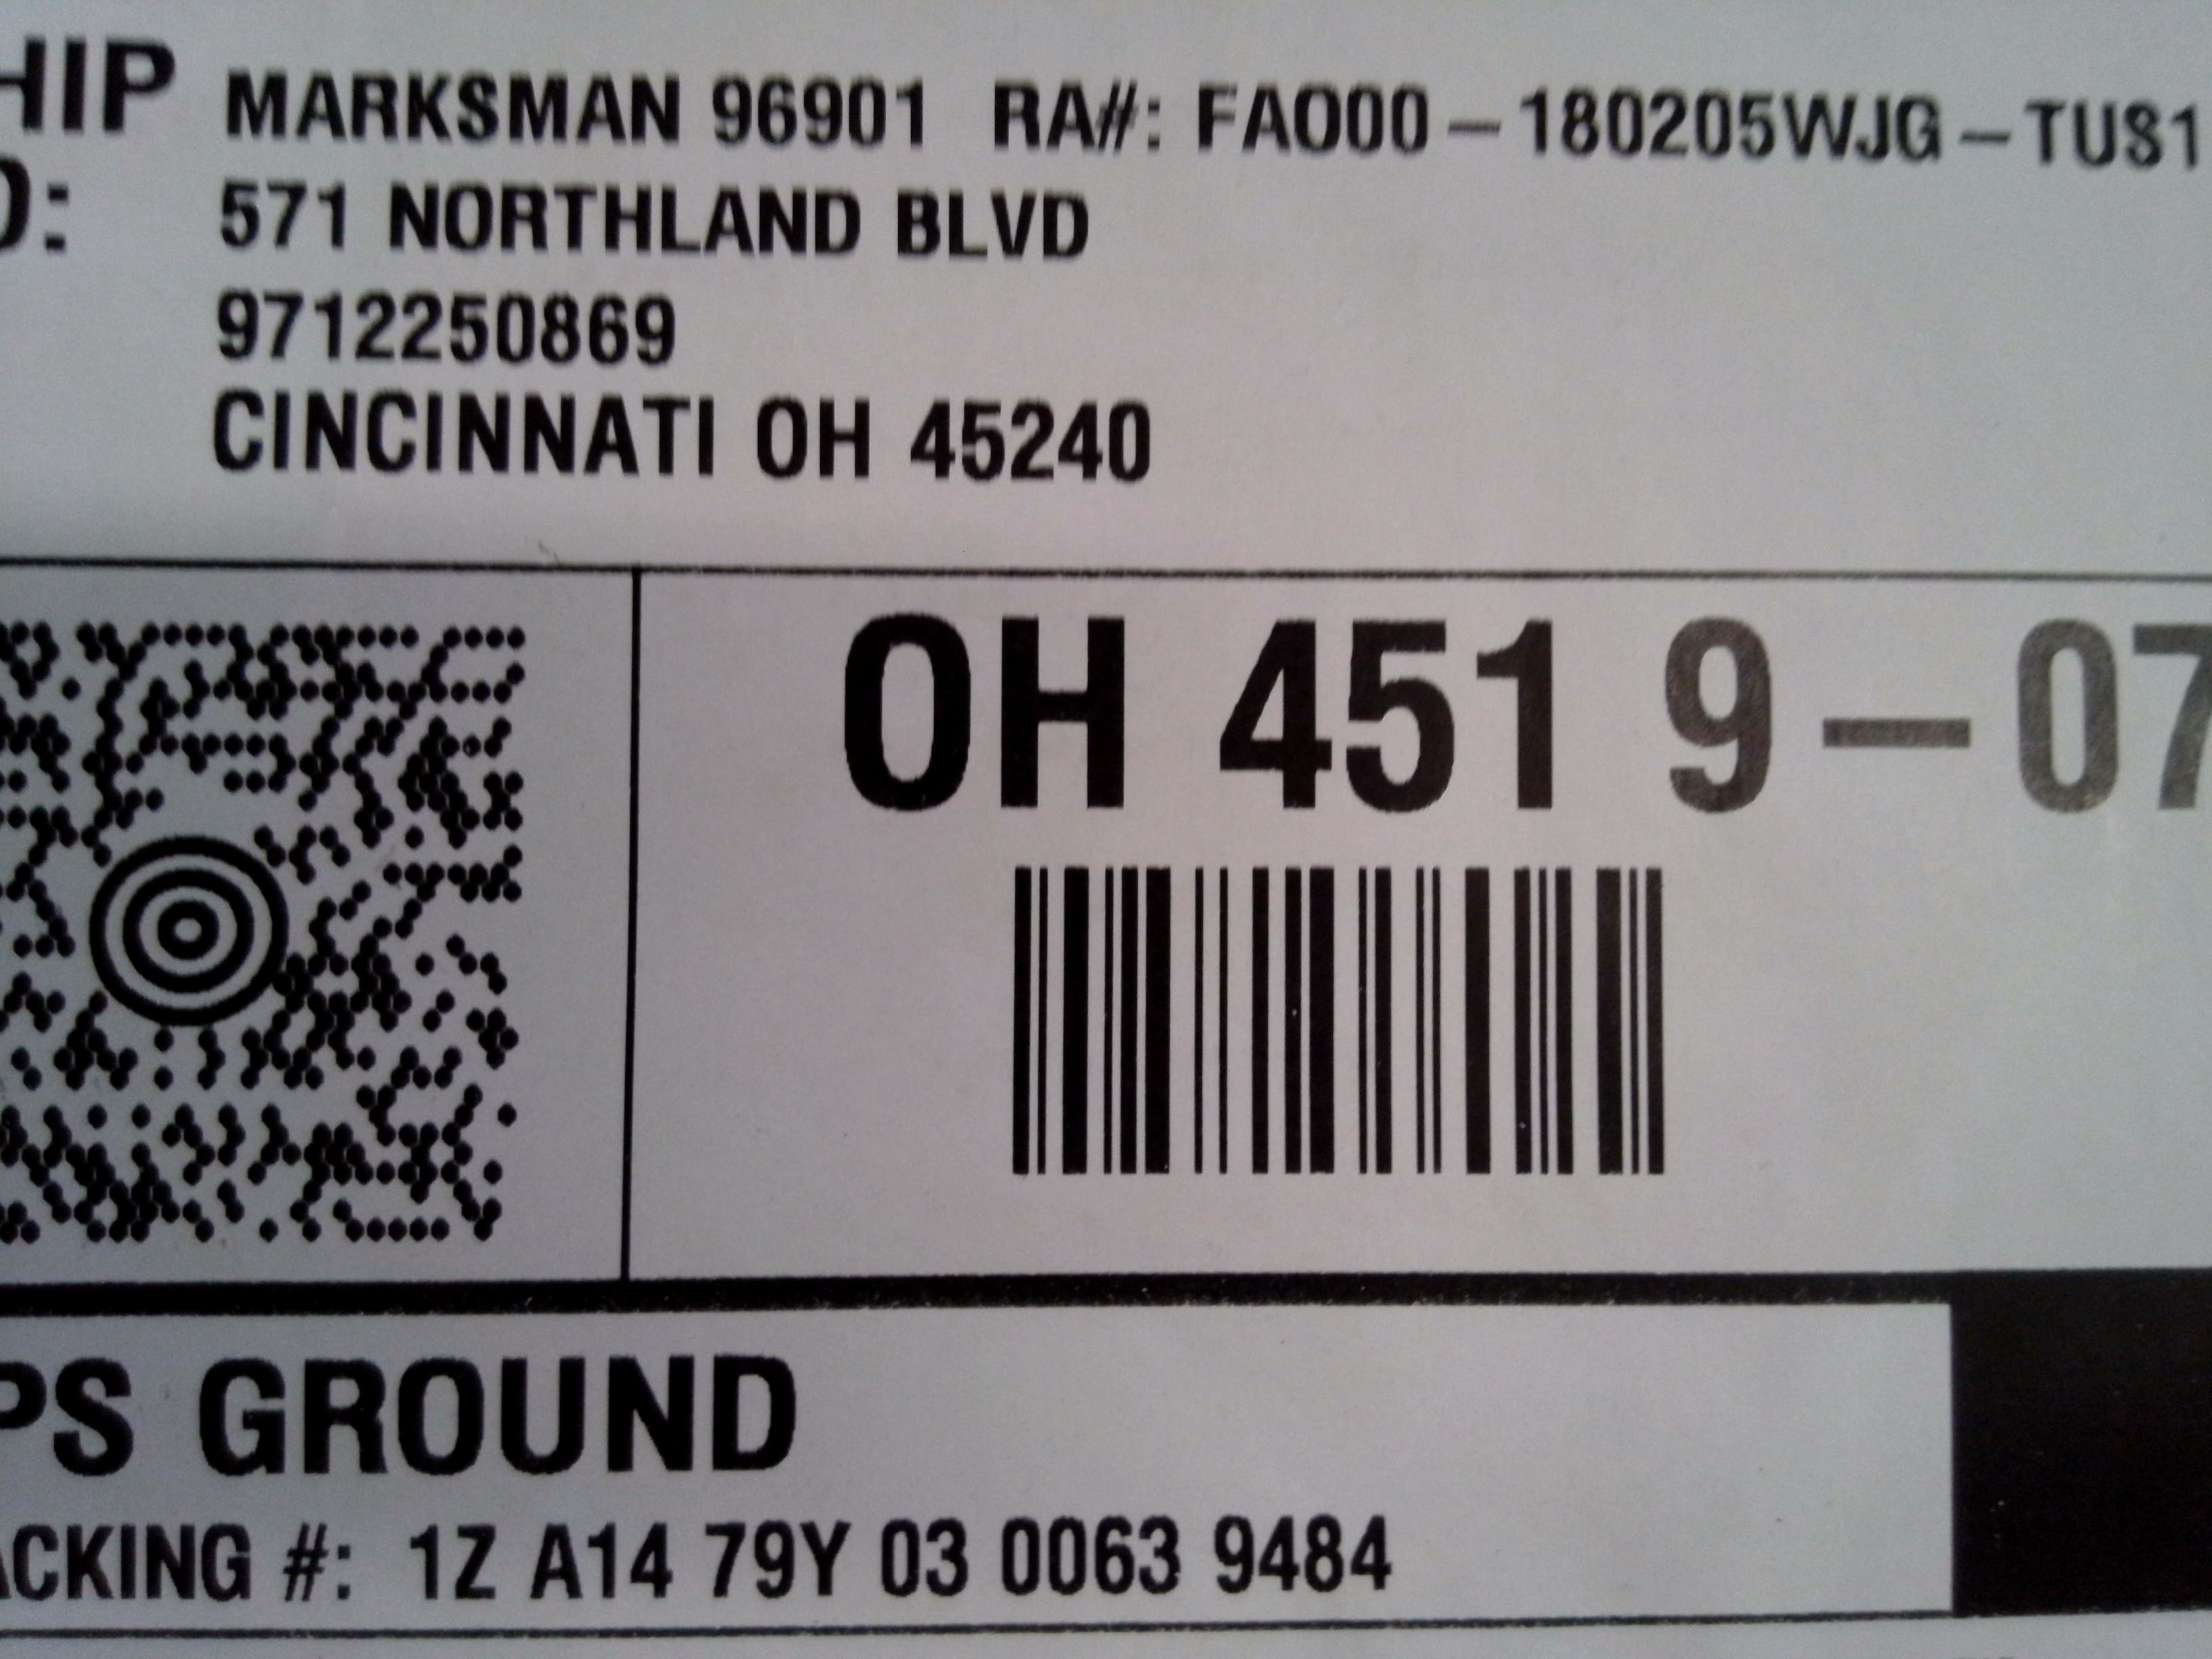 HIP MARKSMAN 96901 RA#: FAO00-180205WJG-TUS1
O: 571 NORTHLAND BLVD
9712250869
CINCINNATI OH 45240
OH 451 9-07
PS GROUND
ACKING #: 1Z A14 79Y 03 0063 9484